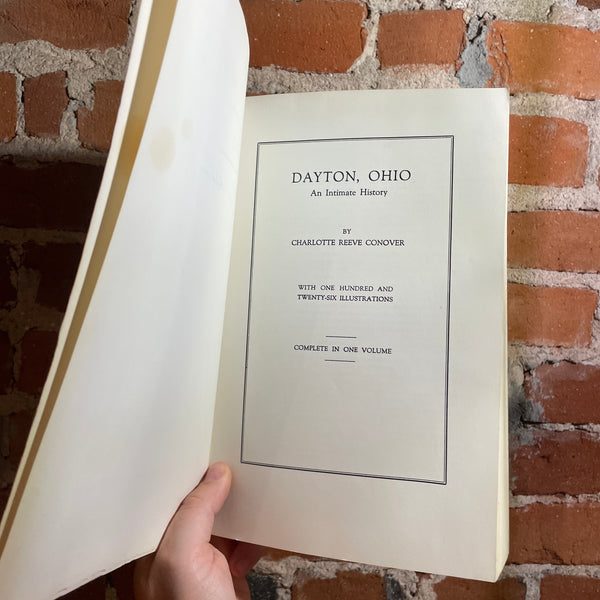 DAYTON, OHIO
An Intimate History
BY
CHARLOTTE REEVE CONOVER
WITH ONE HUNDRED AND
TWENTY-SIX ILLUSTRATIONS
COMPLETE IN ONE VOLUME